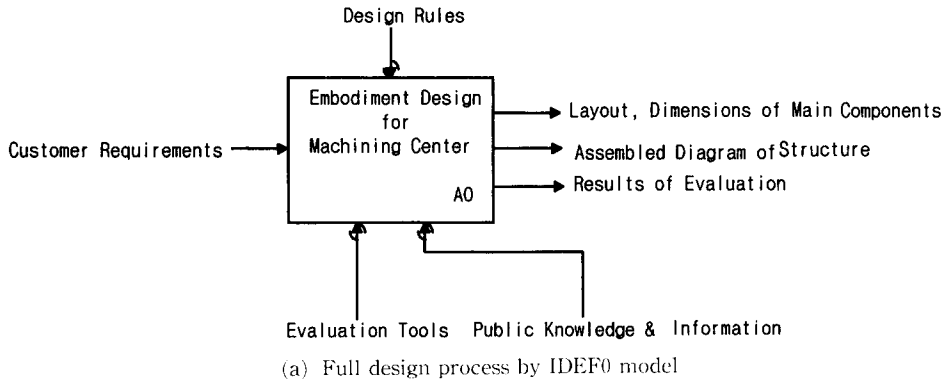 Design Rules
Embodiment Design
for
Machining Center
A0
Customer Requirements
Layout, Dimensions of Main Components
Assembled Diagram of Structure
Results of Evaluation
Evaluation Tools
Public Knowledge & Information
(a) Full design process by IDEF0 model